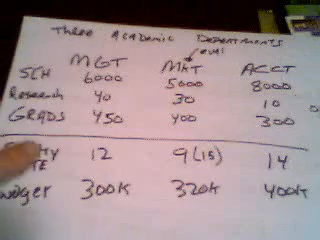 Three Academic Departments
eval
MGT MKT ACCT
SCH 6000 5000 8000
Research 40 30 10
GRADS 450 400 300
12 9 (15) 14
300K 320K 400K